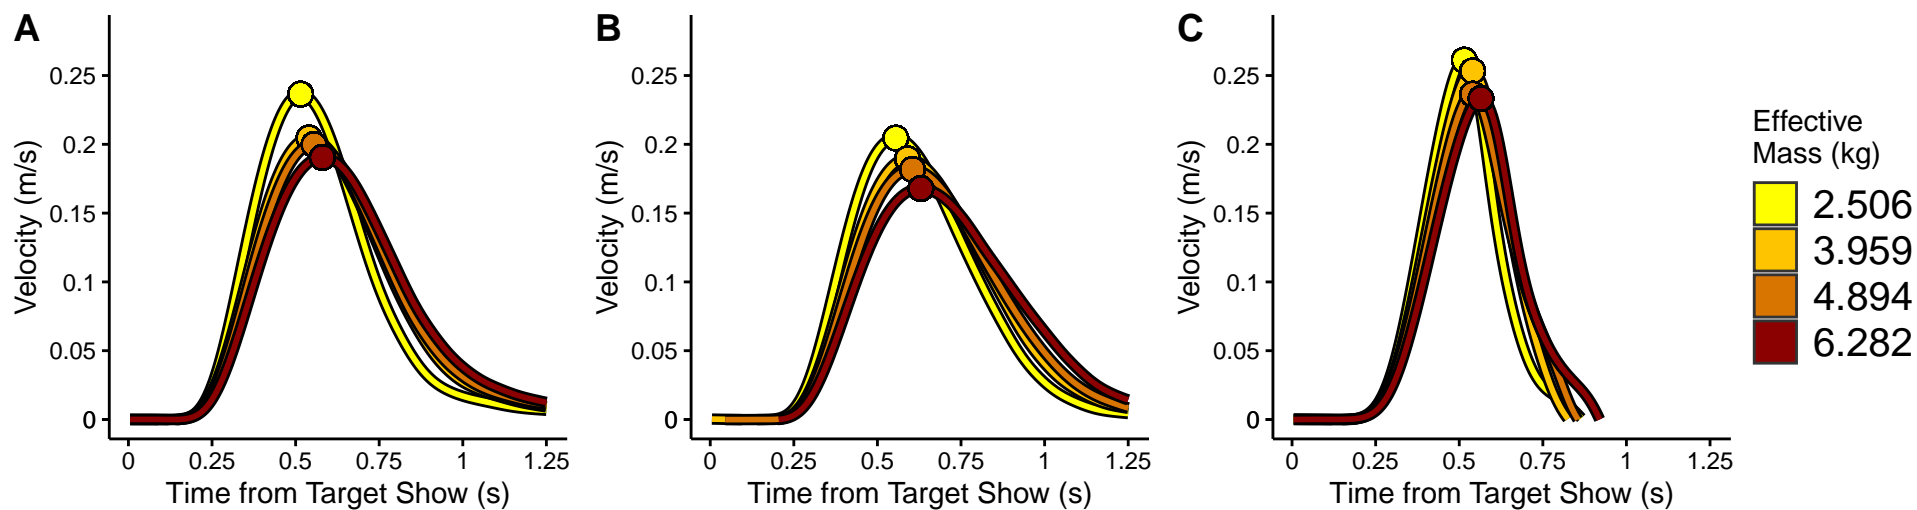 A
Velocity (m/s)
0.25
0.2
0.15
0.1
0.05
0
0 0.25 0.5 0.75 1 1.25
Time from Target Show (s)
B
Velocity (m/s)
0.25
0.2
0.15
0.1
0.05
0
0 0.25 0.5 0.75 1 1.25
Time from Target Show (s)
C
Velocity (m/s)
0.25
0.2
0.15
0.1
0.05
0
0 0.25 0.5 0.75 1 1.25
Time from Target Show (s)
Effective
Mass (kg)
2.506
3.959
4.894
6.282